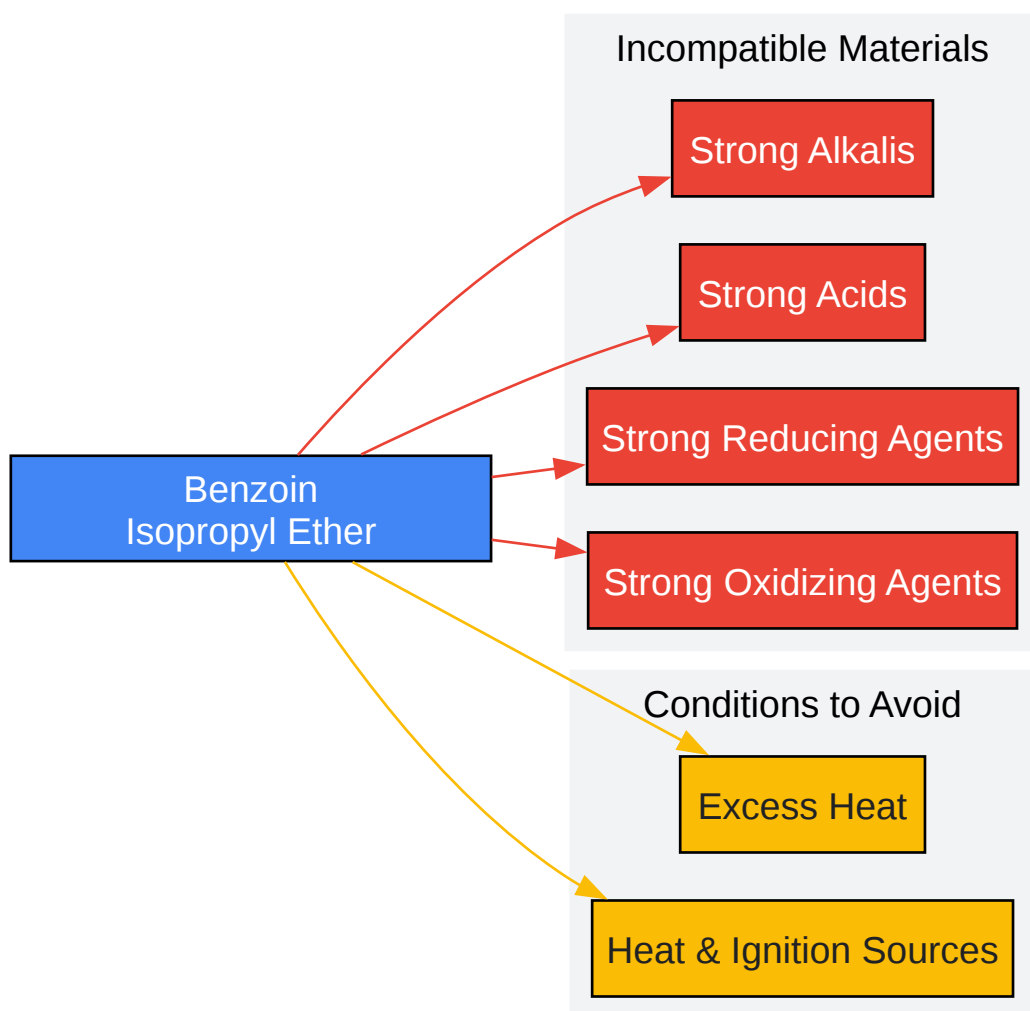 Incompatible Materials
Strong Alkalis
Strong Acids
Strong Reducing Agents
Strong Oxidizing Agents
Benzoin
Isopropyl Ether
Conditions to Avoid
Excess Heat
Heat & Ignition Sources